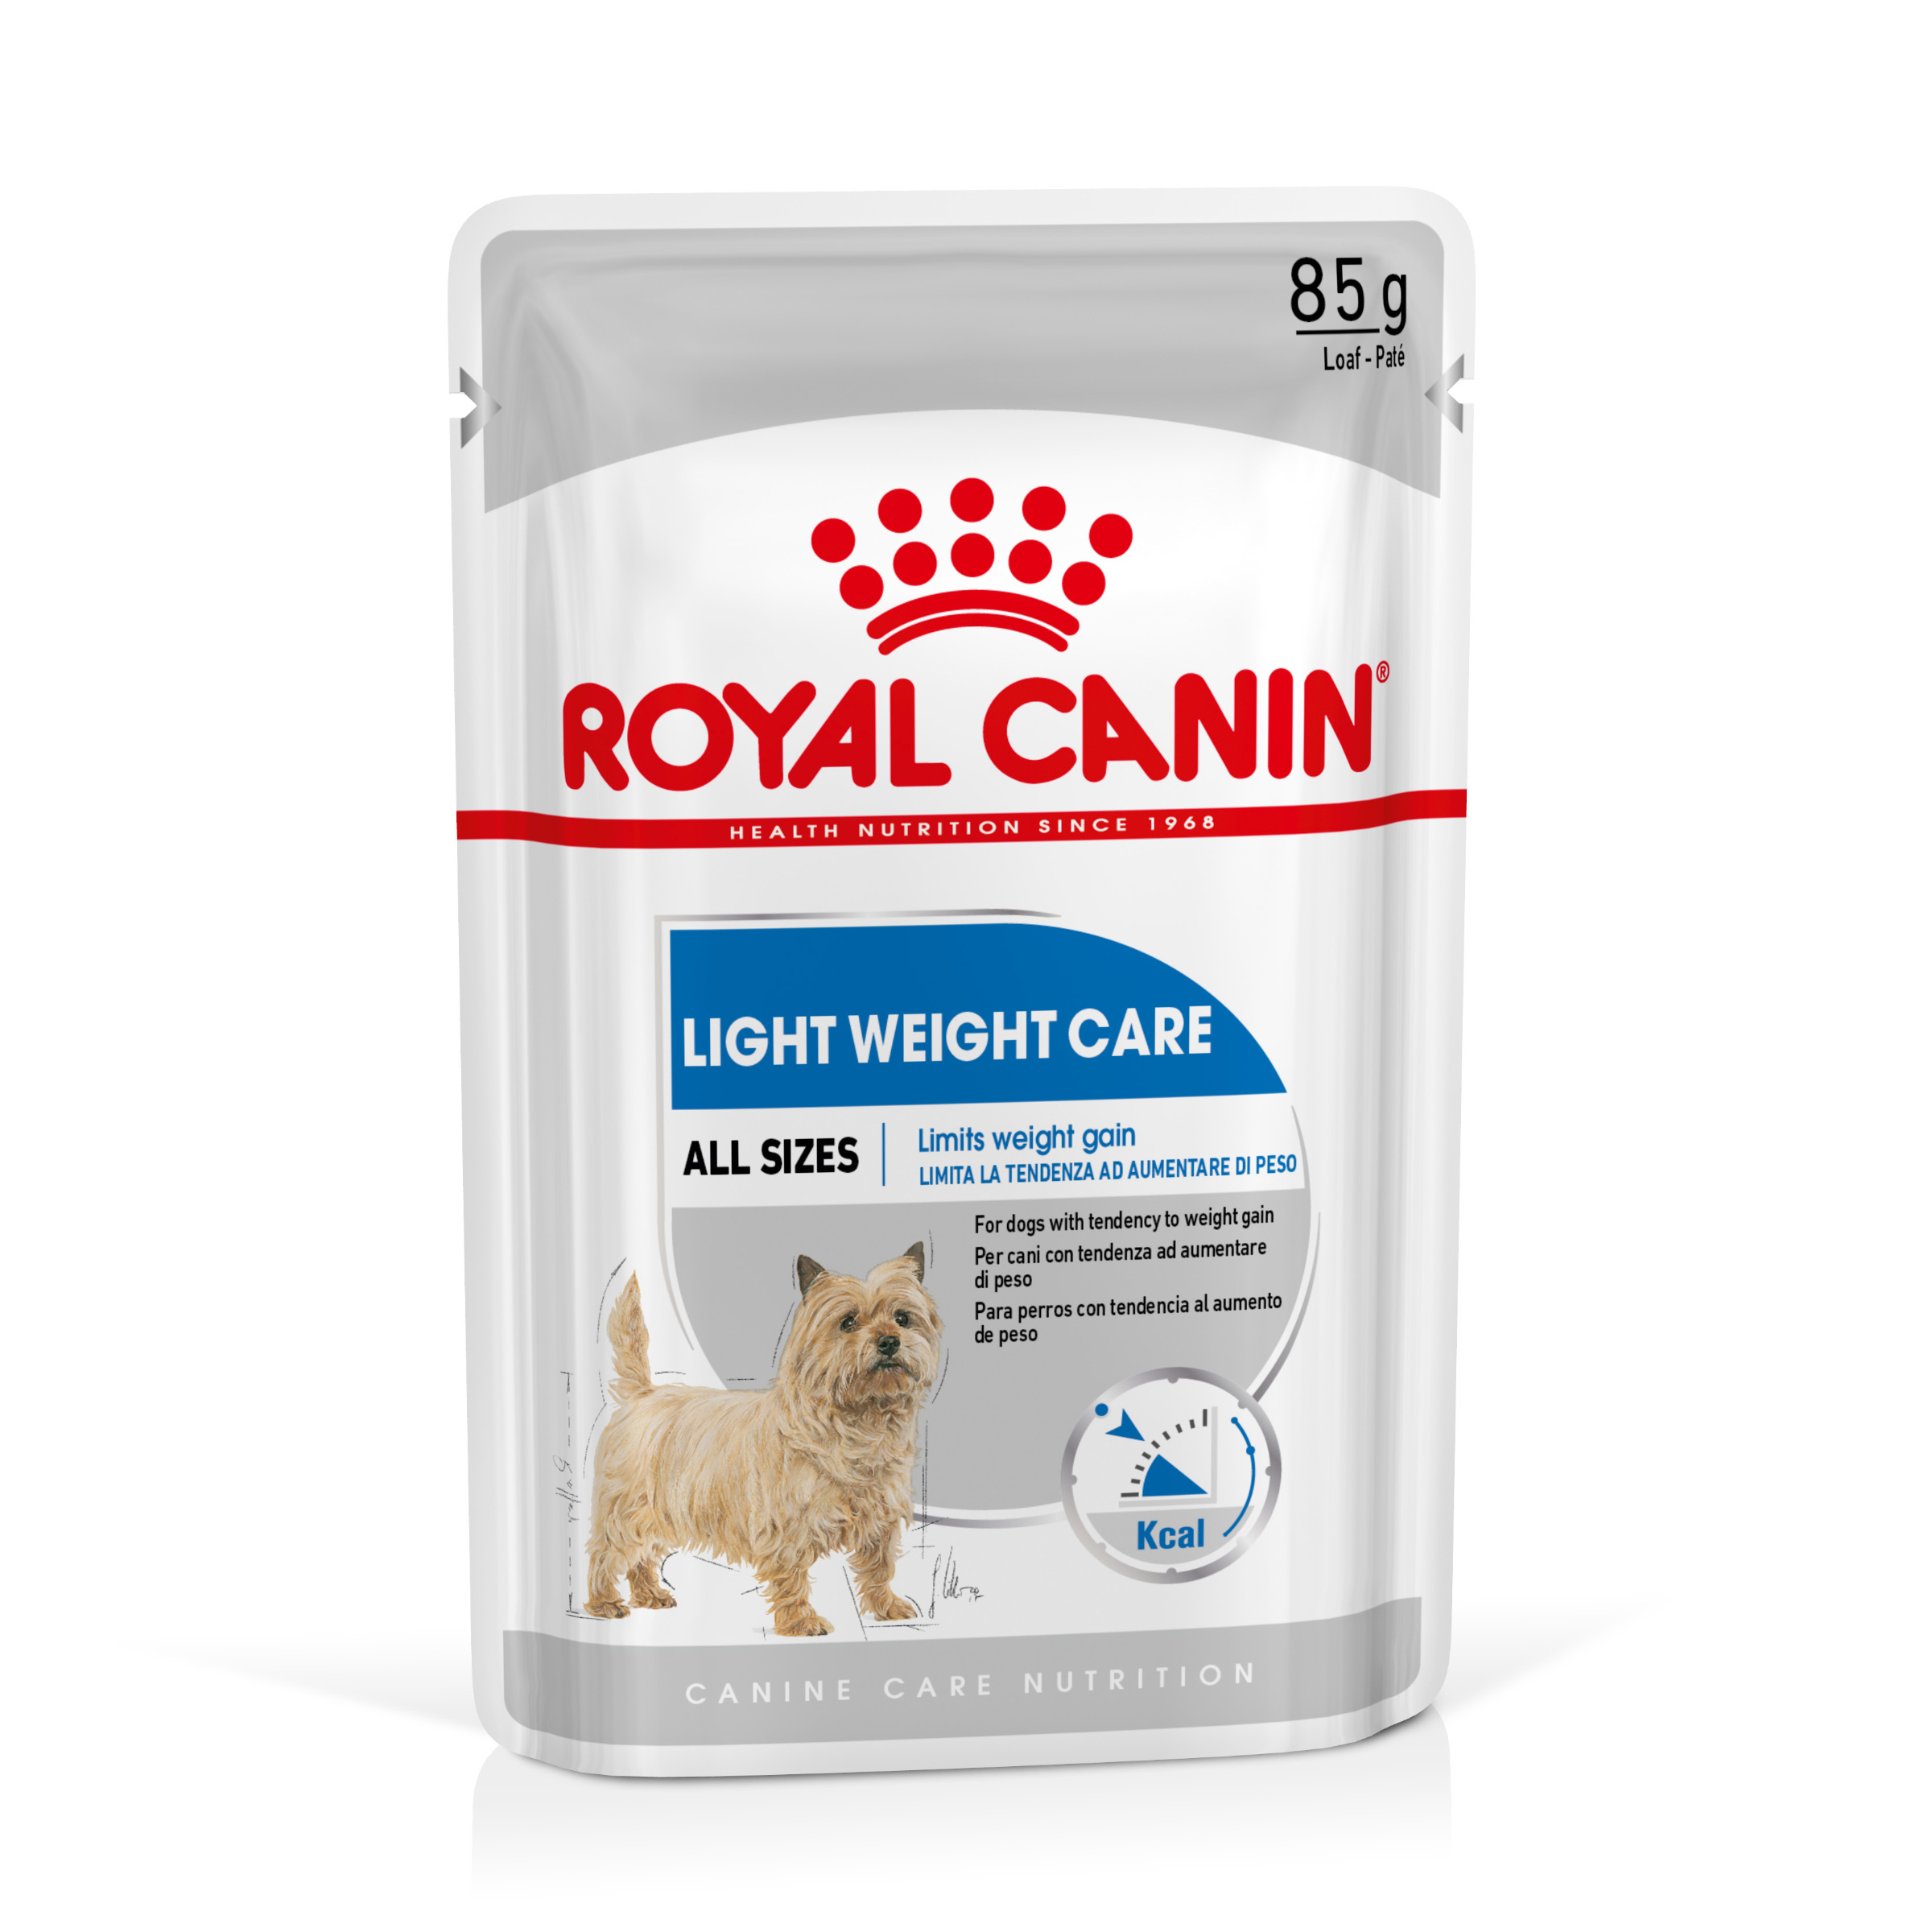 85 g
Loaf - Paté
ROYAL CANIN®
HEALTH NUTRITION SINCE 1968
LIGHT WEIGHT CARE
ALL SIZES
Limits weight gain
LIMITA LA TENDENZA AD AUMENTARE DI PESO
For dogs with tendency to weight gain
Per cani con tendenza ad aumentare
di peso
Para perros con tendencia al aumento
de peso
Kcal
CANINE CARE NUTRITION